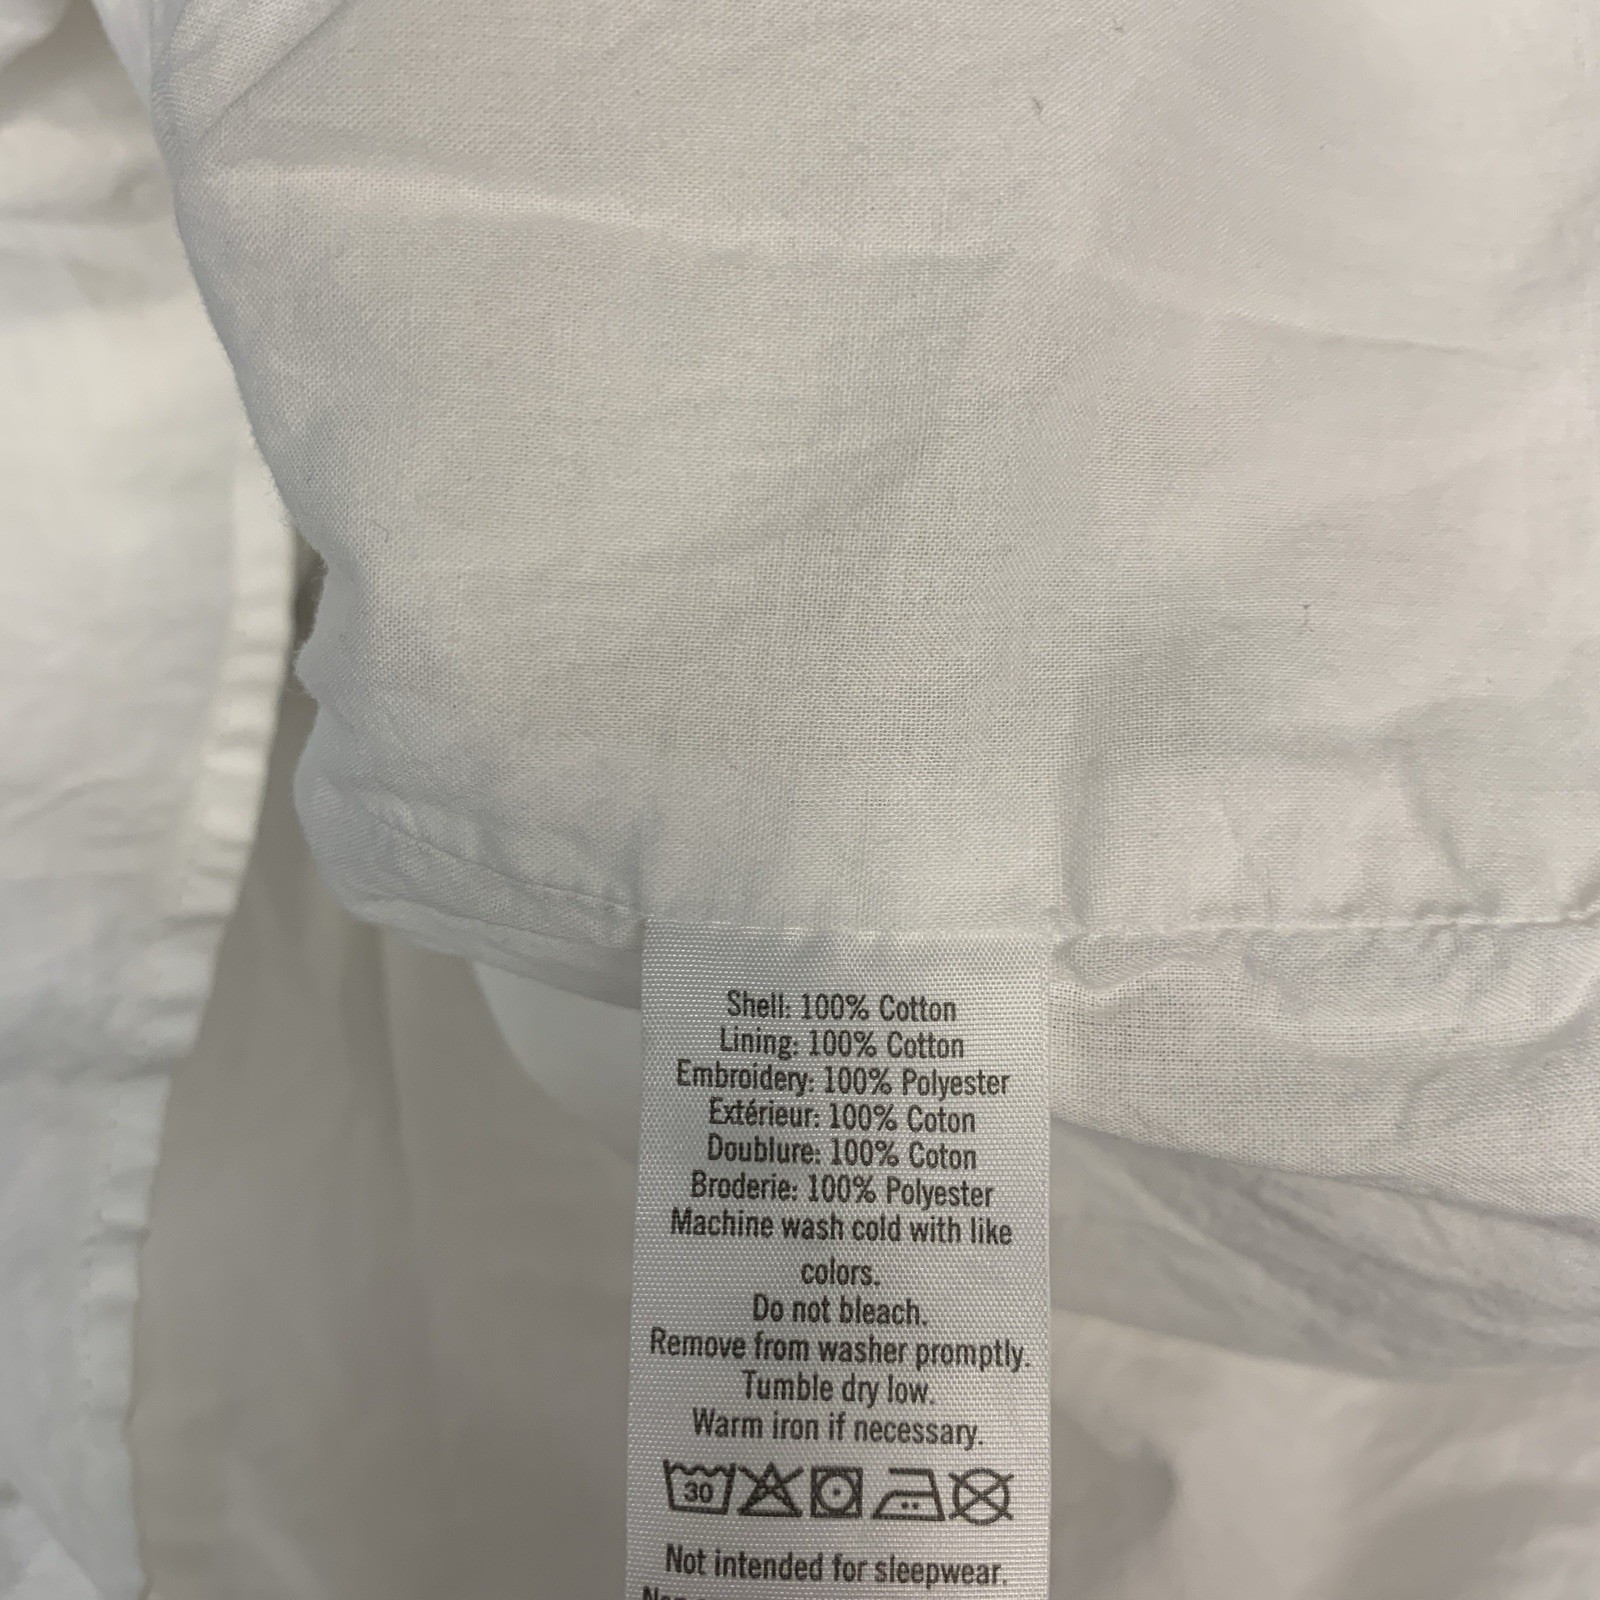 Shell: 100% Cotton
Lining: 100% Cotton
Embroidery: 100% Polyester
Extérieur: 100% Coton
Doublure: 100% Coton
Broderie: 100% Polyester
Machine wash cold with like
colors.
Do not bleach.
Remove from washer promptly.
Tumble dry low.
Warm iron if necessary.
30
Not intended for sleepwear.